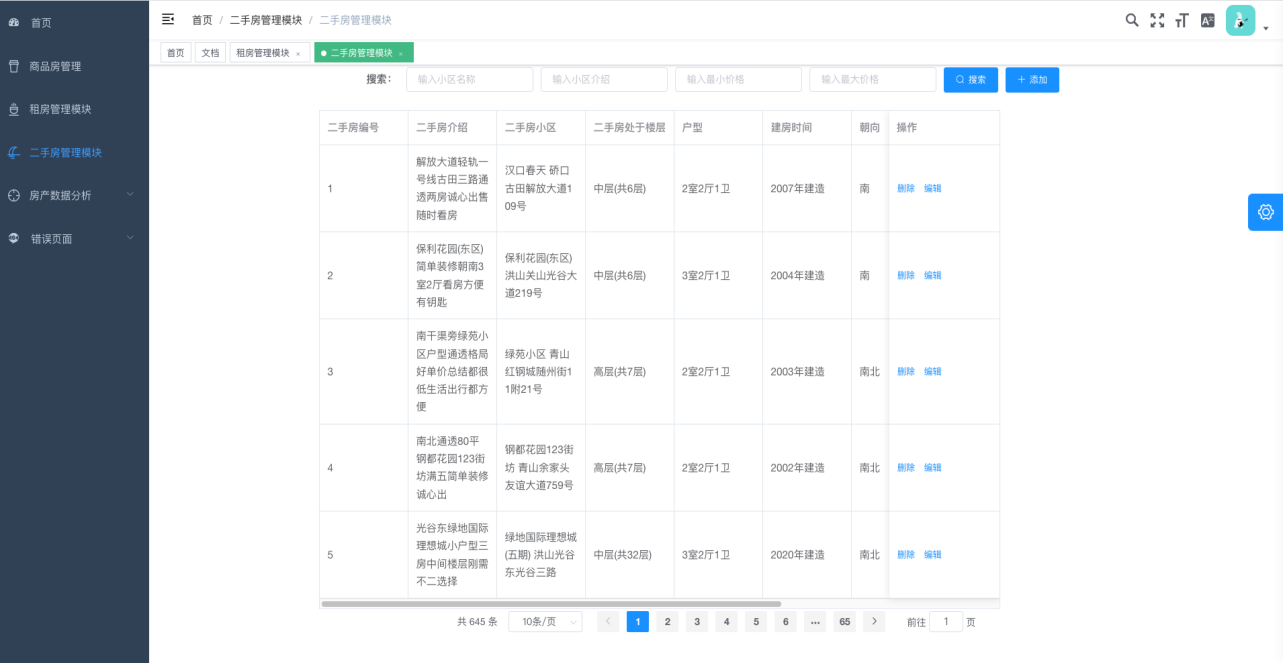 首页
商品房管理
租房管理模块
二手房管理模块
房产数据分析
错误页面
首页 / 二手房管理模块 / 二手房管理模块
首页 文档 租房管理模块 × ● 二手房管理模块 ×
搜索: 输入小区名称 输入小区介绍 输入最小价格 输入最大价格 搜索 + 添加
二手房编号 二手房介绍 二手房小区 二手房处于楼层 户型 建房时间 朝向 操作
1
解放大道轻轨一
号线古田三路通
透两房诚心出售
随时看房
汉口春天 硚口
古田解放大道1
09号
中层(共6层)
2室2厅1卫
2007年建造
南
删除 编辑
2
保利花园(东区)
简单装修朝南3
室2厅看房方便
有钥匙
保利花园(东区)
洪山关山光谷大
道219号
中层(共6层)
3室2厅1卫
2004年建造
南
删除 编辑
3
南干渠旁绿苑小
区户型通透格局
好单价总结都很
低生活出行都方
便
绿苑小区 青山
红钢城随州街1
1附21号
高层(共7层)
2室2厅1卫
2003年建造
南北
删除 编辑
4
南北通透80平
钢都花园123街
坊满五简单装修
诚心出
钢都花园123街
坊 青山余家头
友谊大道759号
高层(共7层)
2室2厅1卫
2002年建造
南北
删除 编辑
5
光谷东绿地国际
理想城小户型三
房中间楼层刚需
不二选择
绿地国际理想城
(五期) 洪山光谷
东光谷三路
中层(共32层)
3室2厅1卫
2020年建造
南北
删除 编辑
共 645 条 10条/页 < 1 2 3 4 5 6 ··· 65 > 前往 1 页